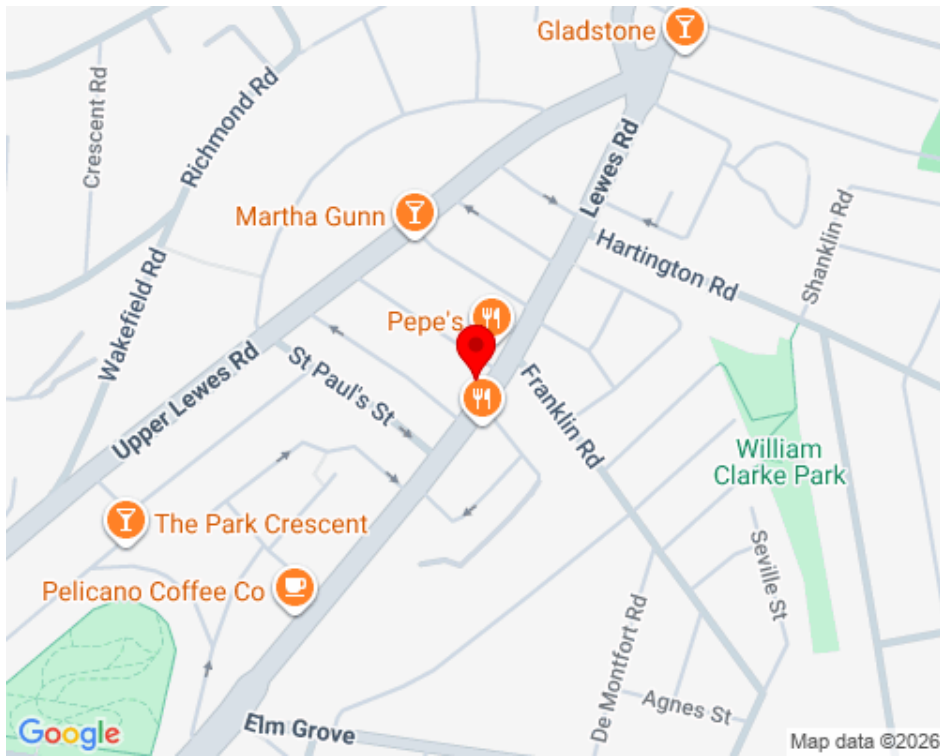 Gladstone
Crescent Rd
Richmond Rd
Lewes Rd
Martha Gunn
Shanklin Rd
Hartington Rd
Wakefield Rd
Pepe's
St Paul's St
Upper Lewes Rd
Franklin Rd
William
Clarke Park
The Park Crescent
Seville St
Pelicano Coffee Co
De Montfort Rd
Agnes St
Elm Grove
Google
Map data ©2026